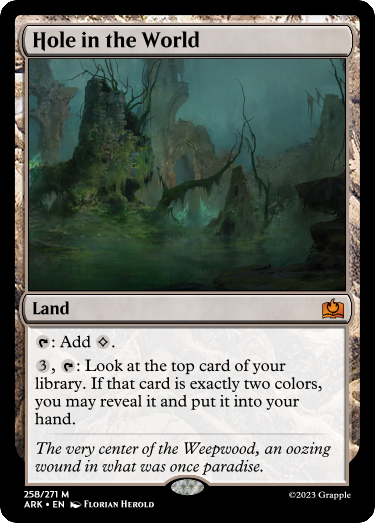 Hole in the World
Land
: Add .
3, : Look at the top card of your
library. If that card is exactly two colors,
you may reveal it and put it into your
hand.
The very center of the Weepwood, an oozing
wound in what was once paradise.
258/271 M
ARK • EN Florian Herold
©2023 Grapple